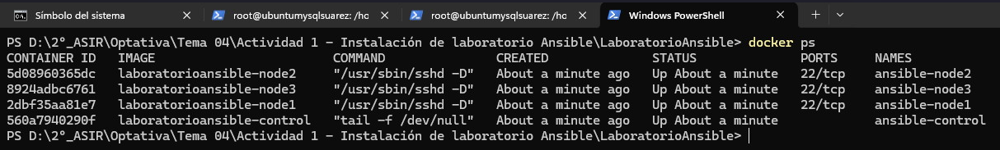 Símbolo del sistema
root@ubuntumysqlsuarez: /ho
root@ubuntumysqlsuarez: /ho
Windows PowerShell
PS D:\2°_ASIR\Optativa\Tema 04\Actividad 1 - Instalación de laboratorio Ansible\LaboratorioAnsible> docker ps
CONTAINER ID IMAGE COMMAND CREATED STATUS PORTS NAMES
5d08960365dc laboratorioansible-node2 "/usr/sbin/sshd -D" About a minute ago Up About a minute 22/tcp ansible-node2
8924adbc6761 laboratorioansible-node3 "/usr/sbin/sshd -D" About a minute ago Up About a minute 22/tcp ansible-node3
2dbf35aa81e7 laboratorioansible-node1 "/usr/sbin/sshd -D" About a minute ago Up About a minute 22/tcp ansible-node1
560a7940290f laboratorioansible-control "tail -f /dev/null" About a minute ago Up About a minute ansible-control
PS D:\2°_ASIR\Optativa\Tema 04\Actividad 1 - Instalación de laboratorio Ansible\LaboratorioAnsible>